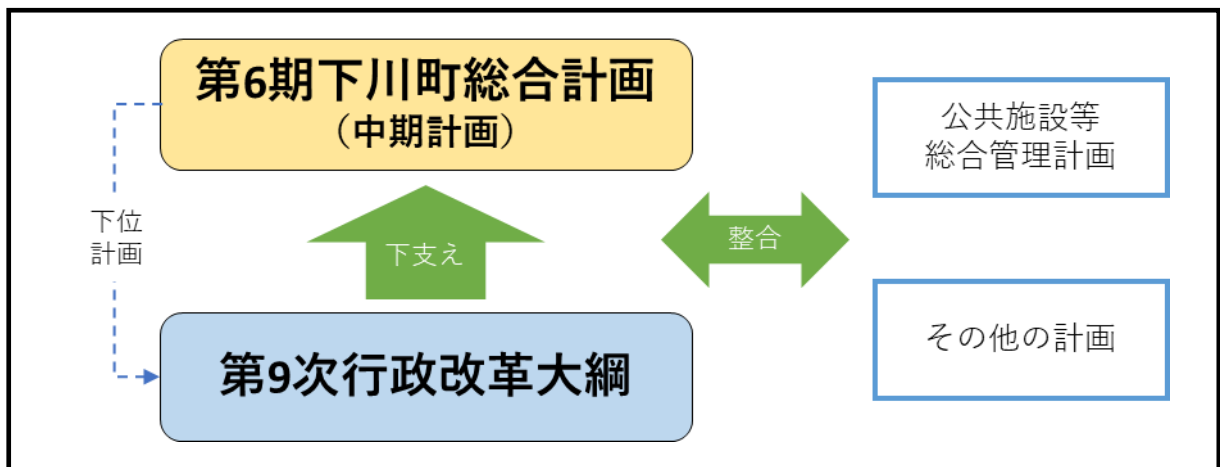 第6期下川町総合計画
（中期計画）
公共施設等
総合管理計画
下位
計画
下支え
整合
第9次行政改革大綱
その他の計画